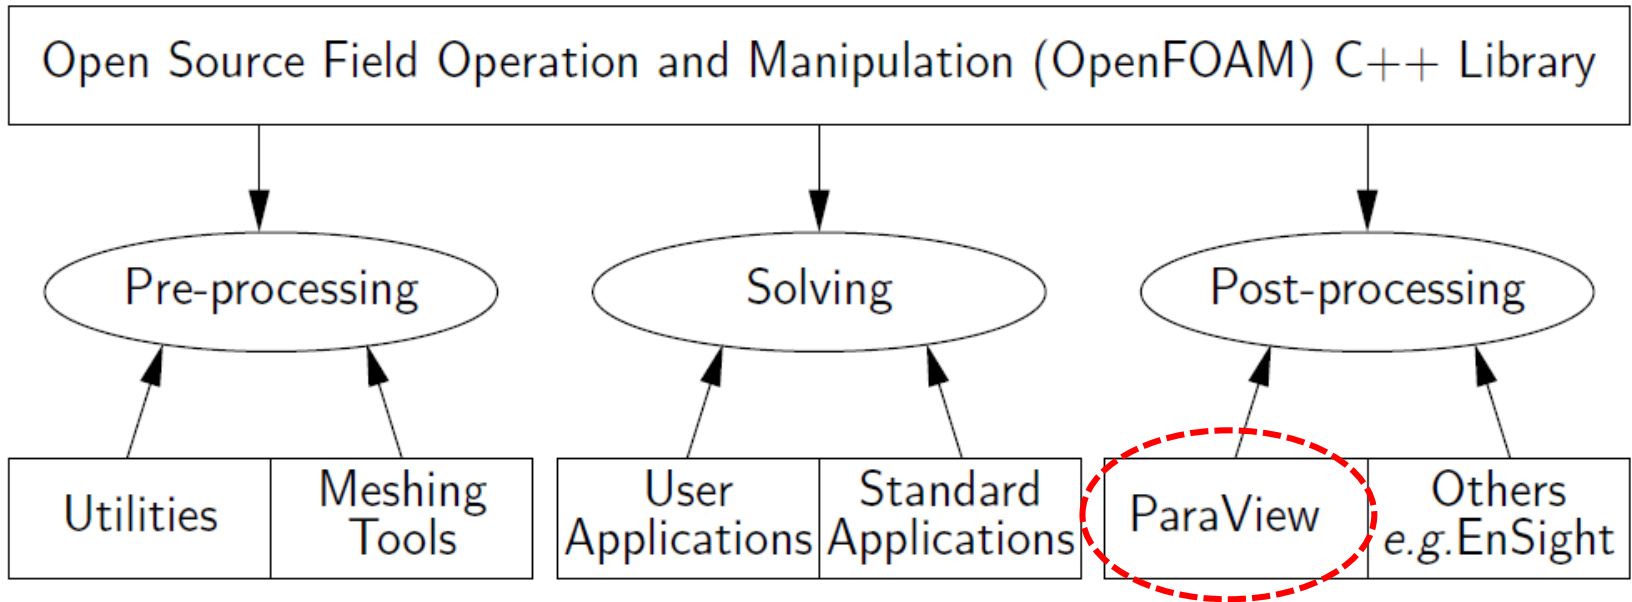 Open Source Field Operation and Manipulation (OpenFOAM) C++ Library
Pre-processing
Solving
Post-processing
Utilities
Meshing
Tools
User
Applications
Standard
Applications
ParaView
Others
e.g.EnSight